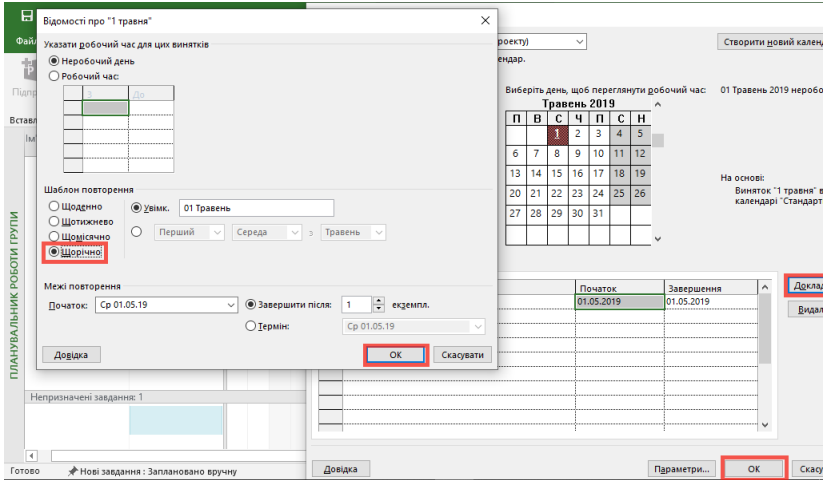 Відомості про "1 травня"
Указати робочий час для цих винятків
Неробочий день
Робочий час:
З До
Шаблон повторення
Щоденно
Щотижнево
Щомісячно
Щорічно
Увімк. 01 Травень
Перший Середа з Травень
Межі повторення
Початок: Ср 01.05.19
Завершити після: 1 екземпл.
Термін: Ср 01.05.19
Довідка ОК Скасувати
Фай
Підпр
Вставл
Ім'
ПЛАНУВАЛЬНИК РОБОТИ ГРУПИ
Непризначені завдання: 1
Готово Нові завдання : Заплановано вручну
роекту)
Створити новий кален
ендар.
Виберіть день, щоб переглянути робочий час:
01 Травень 2019 неробо
Травень 2019
П В С Ч П С Н
1 2 3 4 5
6 7 8 9 10 11 12
13 14 15 16 17 18 19
20 21 22 23 24 25 26
27 28 29 30 31
На основі:
Виняток "1 травня" в
календарі "Стандарт
Початок Завершення
01.05.2019 01.05.2019
Доклад
Видал
Довідка Параметри... ОК Скасу